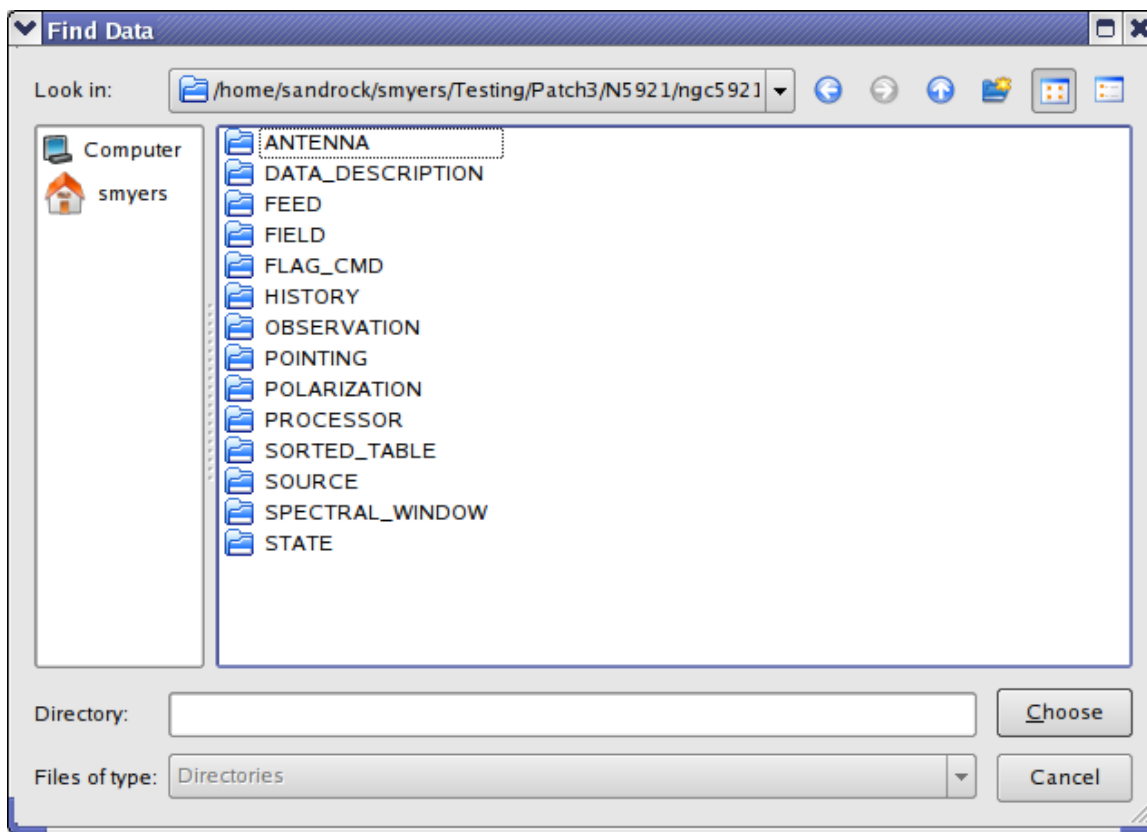 Find Data
Look in:
/home/sandrock/smyers/Testing/Patch3/N5921/ngc5921
Computer
smyers
ANTENNA
DATA_DESCRIPTION
FEED
FIELD
FLAG_CMD
HISTORY
OBSERVATION
POINTING
POLARIZATION
PROCESSOR
SORTED_TABLE
SOURCE
SPECTRAL_WINDOW
STATE
Directory:
Choose
Files of type:
Directories
Cancel